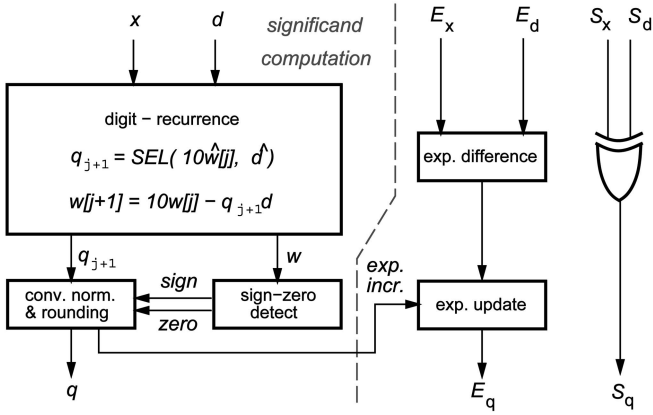 x
d
significand
computation
E_x
E_d
S_x
S_d
digit − recurrence
q_{j+1} = SEL( 10ŵ[j], d̂ )
w[j+1] = 10w[j] − q_{j+1}d
exp. difference
q_{j+1}
w
exp.
incr.
conv. norm.
& rounding
sign
zero
sign−zero
detect
exp. update
q
E_q
S_q